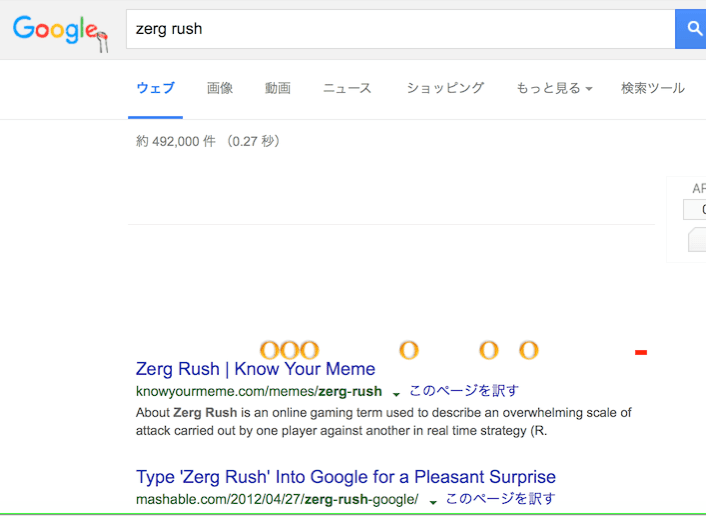 Google
zerg rush
ウェブ 画像 動画 ニュース ショッピング もっと見る 検索ツール
約 492,000 件 (0.27 秒)
Zerg Rush | Know Your Meme
knowyourmeme.com/memes/zerg-rush このページを訳す
About Zerg Rush is an online gaming term used to describe an overwhelming scale of
attack carried out by one player against another in real time strategy (R.
Type 'Zerg Rush' Into Google for a Pleasant Surprise
mashable.com/2012/04/27/zerg-rush-google/ このページを訳す